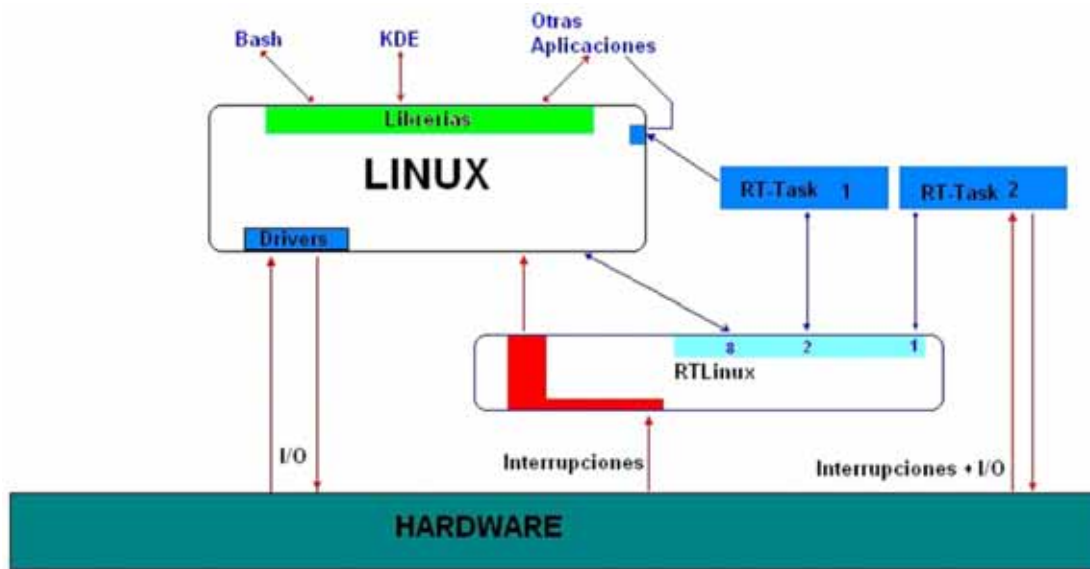 Otras
Aplicaciones
Bash
KDE
Librerias
LINUX
RT-Task 1
RT-Task 2
Drivers
8 2 1
RTLinux
I/O
Interrupciones
Interrupciones + I/O
HARDWARE